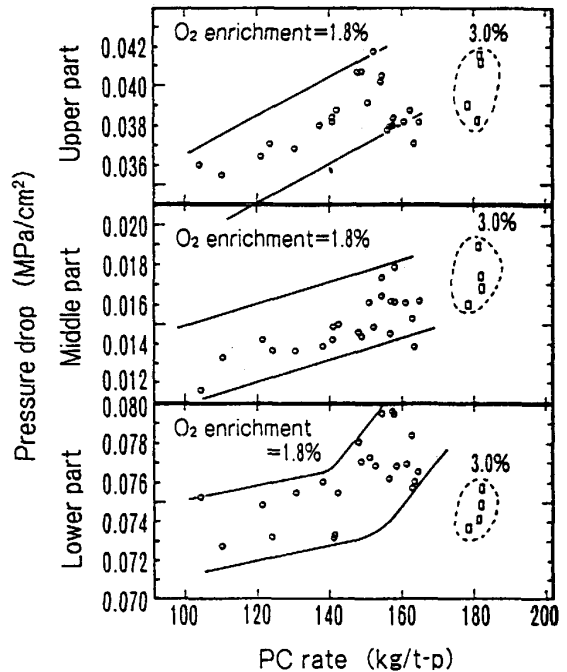 O₂ enrichment=1.8%
3.0%
0.042
0.040
0.038
0.036
Upper part
O₂ enrichment=1.8%
3.0%
0.020
0.018
0.016
0.014
0.012
Middle part
Pressure drop (MPa/cm²)
O₂ enrichment
=1.8%
3.0%
0.080
0.078
0.076
0.074
0.072
0.070
Lower part
100 120 140 160 180 200
PC rate (kg/t-p)